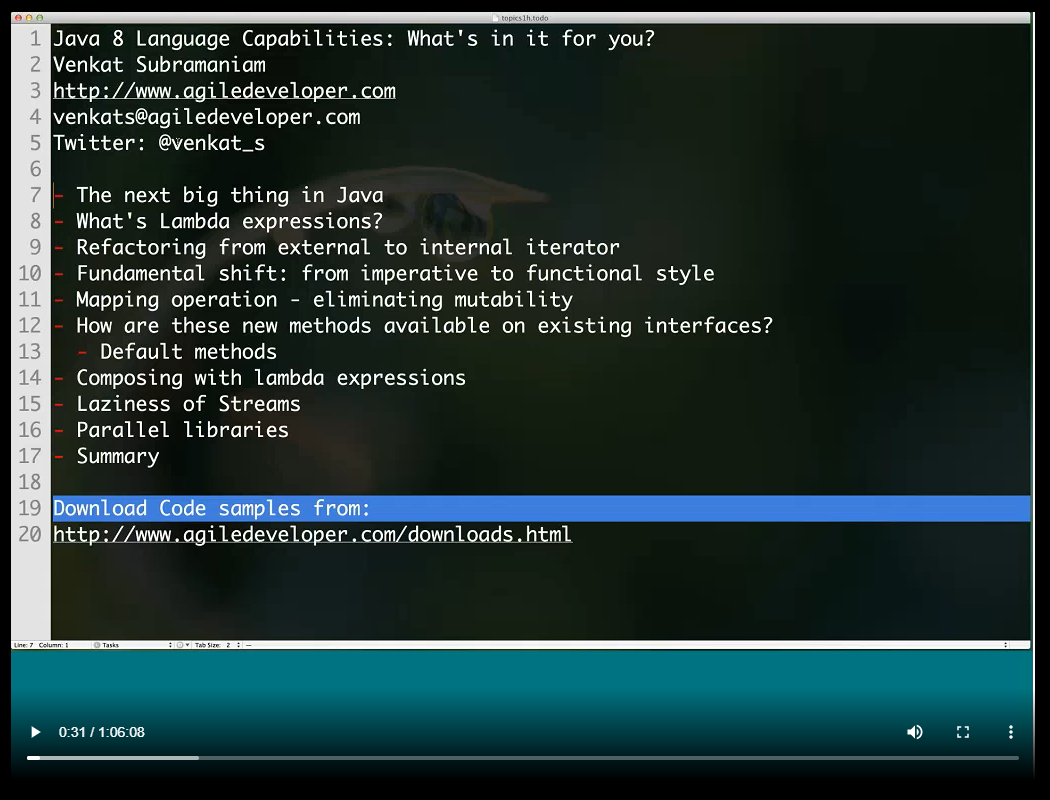 topics1h.todo
1 Java 8 Language Capabilities: What's in it for you?
2 Venkat Subramaniam
3 http://www.agiledeveloper.com
4 venkats@agiledeveloper.com
5 Twitter: @venkat_s
6
7 - The next big thing in Java
8 - What's Lambda expressions?
9 - Refactoring from external to internal iterator
10 - Fundamental shift: from imperative to functional style
11 - Mapping operation - eliminating mutability
12 - How are these new methods available on existing interfaces?
13 - Default methods
14 - Composing with lambda expressions
15 - Laziness of Streams
16 - Parallel libraries
17 - Summary
18
19 Download Code samples from:
20 http://www.agiledeveloper.com/downloads.html
Line: 7 Column: 1 Tasks Tab Size: 2 —
0:31 / 1:06:08